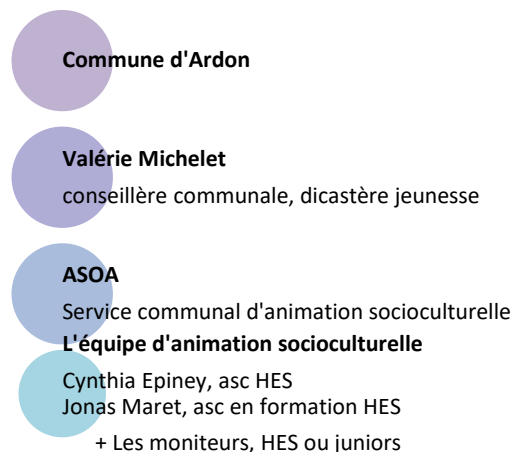 Commune d'Ardon
Valérie Michelet
conseillère communale, dicastère jeunesse
ASOA
Service communal d'animation socioculturelle
L'équipe d'animation socioculturelle
Cynthia Epiney, asc HES
Jonas Maret, asc en formation HES
+ Les moniteurs, HES ou juniors